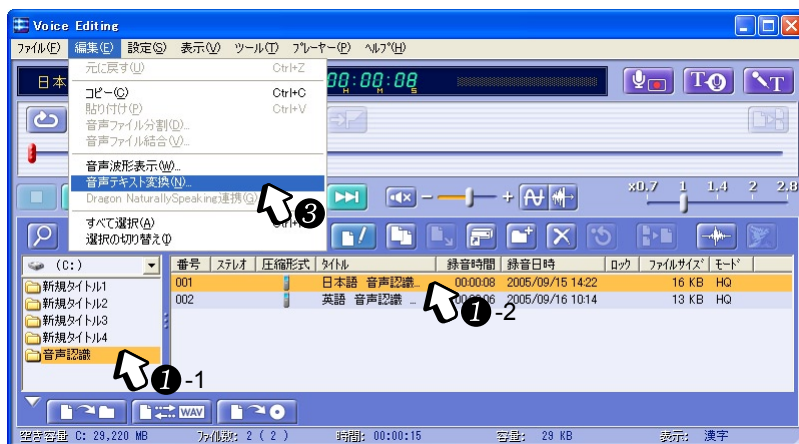 Voice Editing
ファイル(F) 編集(E) 設定(S) 表示(V) ツール(T) プレーヤー(P) ヘルプ(H)
元に戻す(U) Ctrl+Z
日本 00:00:08
H M S
T
T
コピー(C) Ctrl+C
貼り付け(P) Ctrl+V
音声ファイル分割(D)...
音声ファイル結合(V)...
音声波形表示(W)...
音声テキスト変換(N)...
Dragon NaturallySpeaking連携(G)
❸
x0.7 1 1.4 2 2.8
すべて選択(A)
選択の切り替え(I)
(C:)
番号 ステレオ 圧縮形式 タイトル 録音時間 録音日時 ロック ファイルサイズ モード
新規タイトル1
新規タイトル2
新規タイトル3
新規タイトル4
音声認識
001 日本語 音声認識... 00:00:08 2005/09/15 14:22 16 KB HQ
002 英語 音声認識 ... 00:00:06 2005/09/16 10:14 13 KB HQ
❶-2
❶-1
WAV
空き容量 C: 29,220 MB ファイル数: 2 ( 2 ) 時間: 00:00:15 容量: 29 KB 表示: 漢字